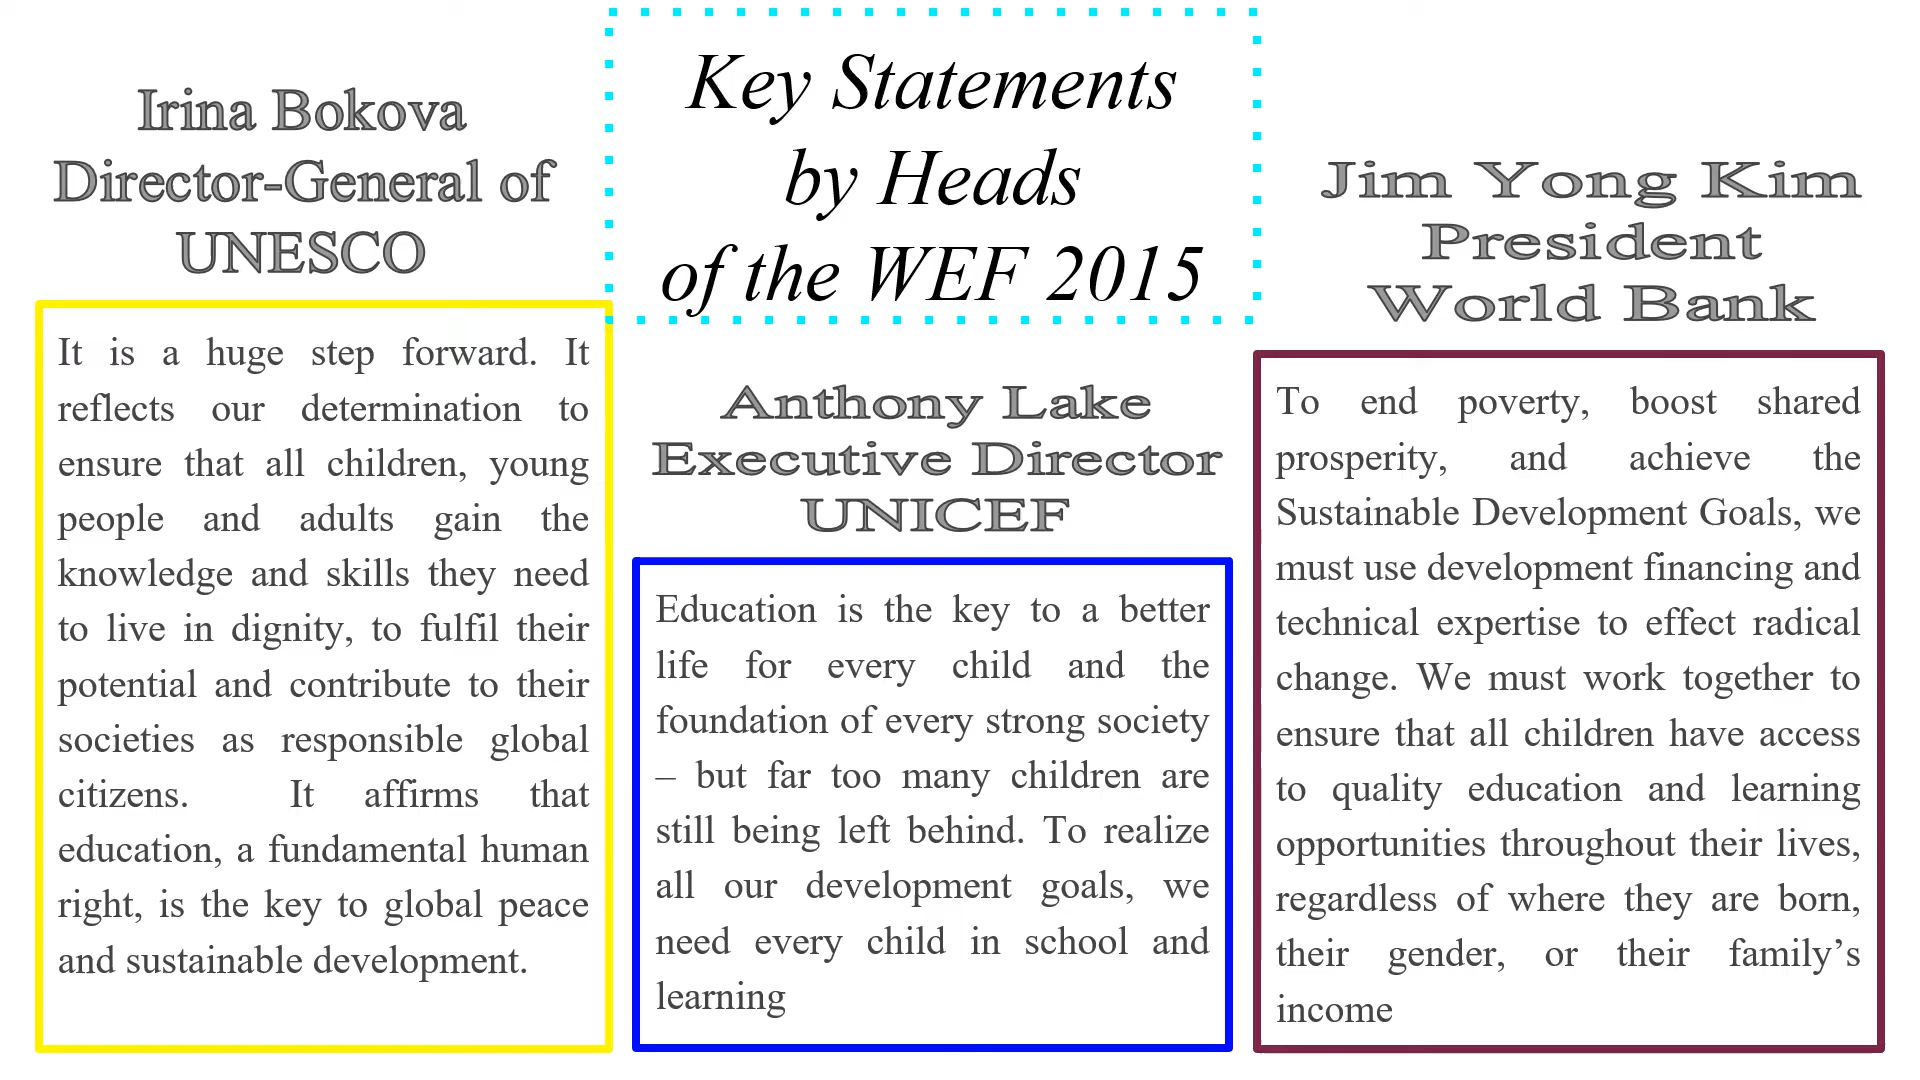 Key Statements
by Heads
of the WEF 2015
Irina Bokova
Director-General of
UNESCO
It is a huge step forward. It
reflects our determination to
ensure that all children, young
people and adults gain the
knowledge and skills they need
to live in dignity, to fulfil their
potential and contribute to their
societies as responsible global
citizens. It affirms that
education, a fundamental human
right, is the key to global peace
and sustainable development.
Anthony Lake
Executive Director
UNICEF
Education is the key to a better
life for every child and the
foundation of every strong society
– but far too many children are
still being left behind. To realize
all our development goals, we
need every child in school and
learning
Jim Yong Kim
President
World Bank
To end poverty, boost shared
prosperity, and achieve the
Sustainable Development Goals, we
must use development financing and
technical expertise to effect radical
change. We must work together to
ensure that all children have access
to quality education and learning
opportunities throughout their lives,
regardless of where they are born,
their gender, or their family’s
income